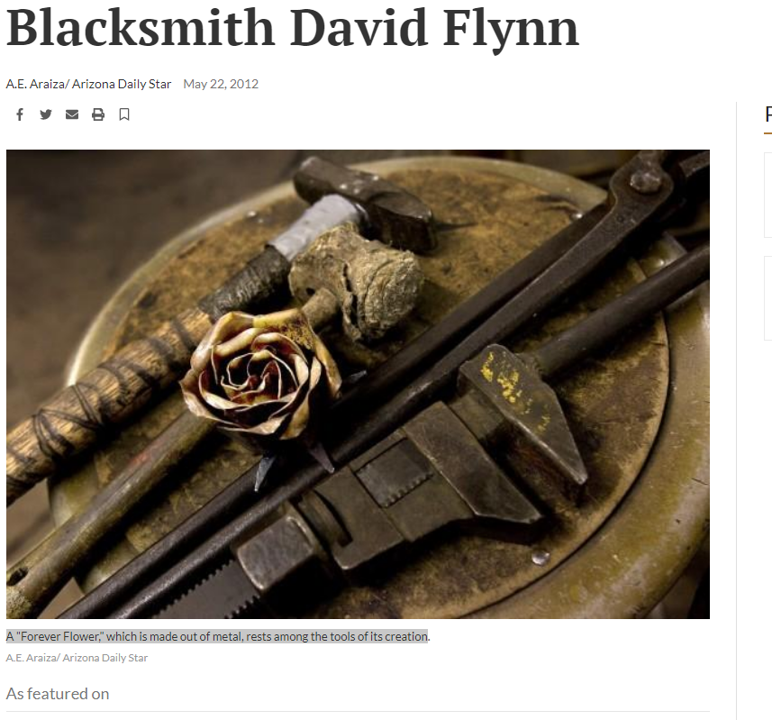 Blacksmith David Flynn
A.E. Araiza/ Arizona Daily Star May 22, 2012
A "Forever Flower," which is made out of metal, rests among the tools of its creation.
A.E. Araiza/ Arizona Daily Star
As featured on